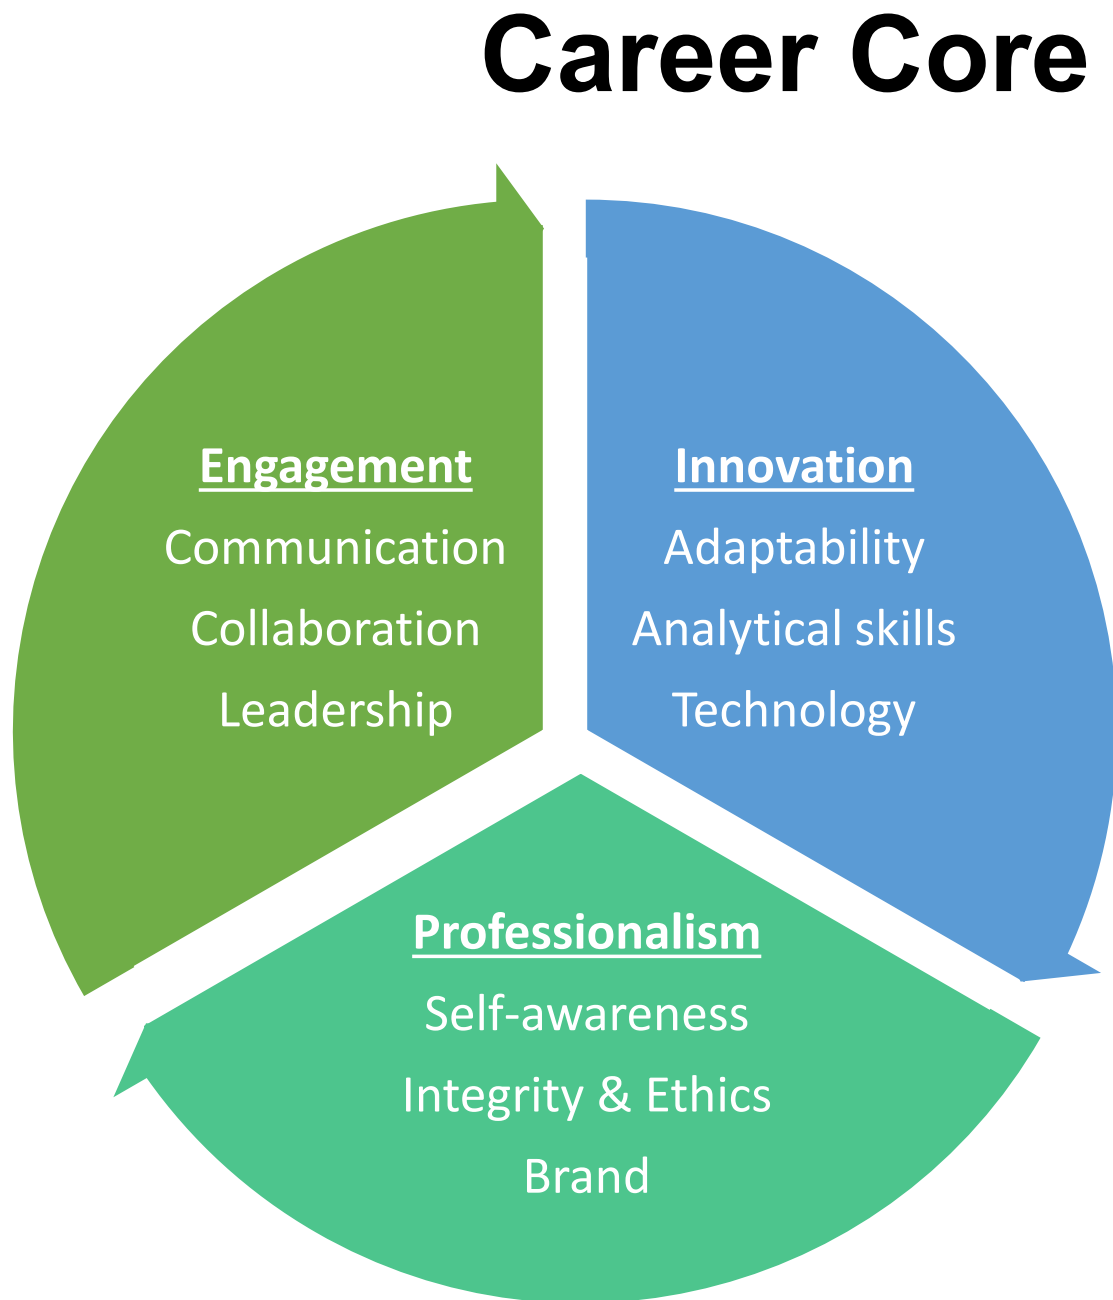 Career Core
Engagement
Communication
Collaboration
Leadership
Innovation
Adaptability
Analytical skills
Technology
Professionalism
Self-awareness
Integrity & Ethics
Brand